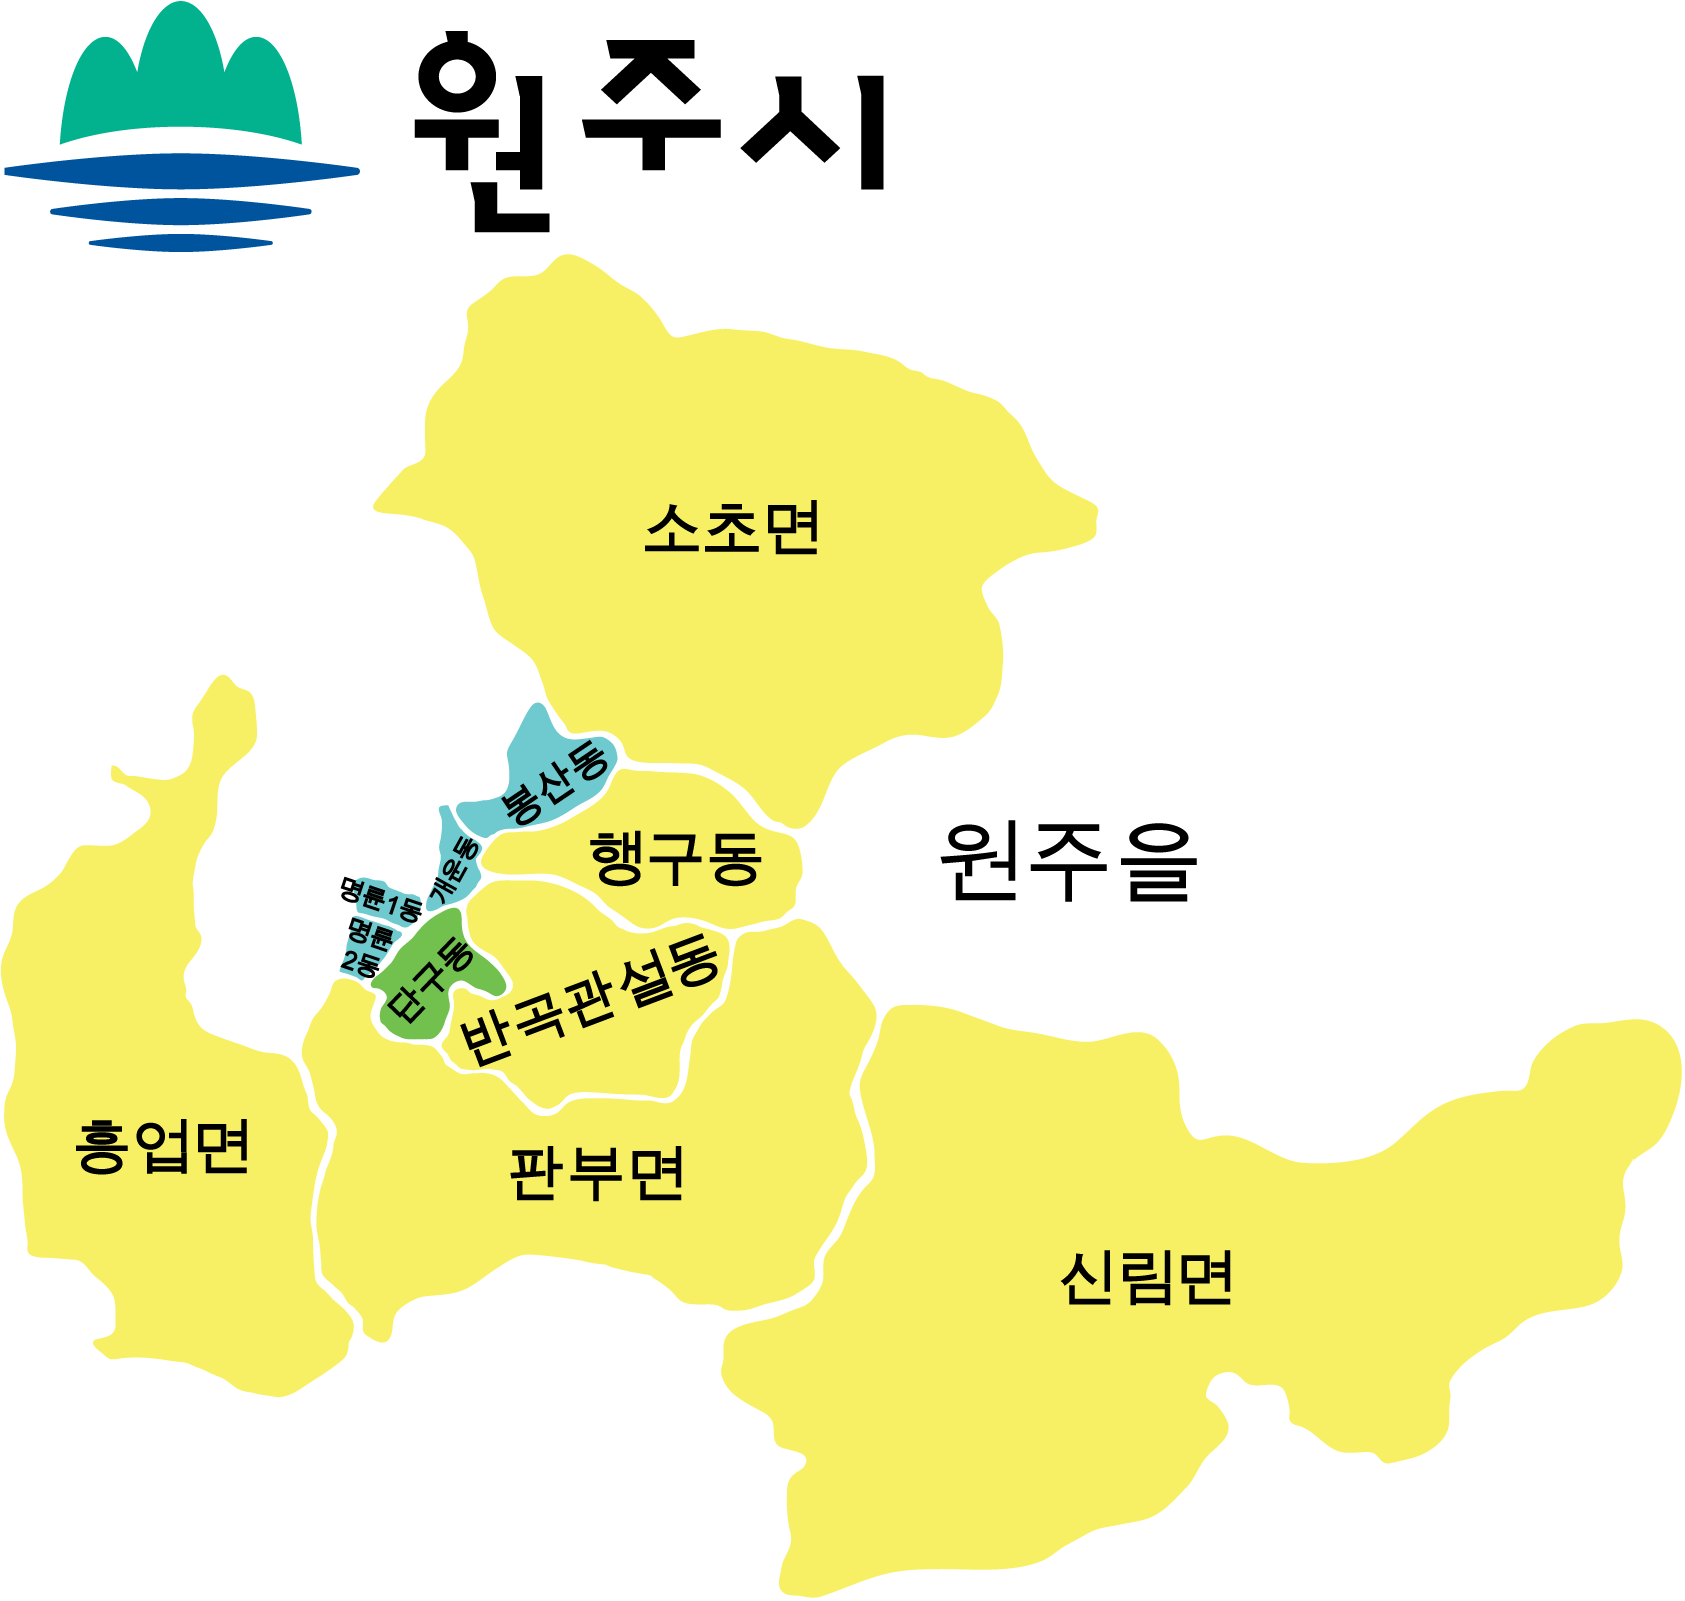 원주시
소초면
봉산동
행구동
원주을
개운동
명륜1동
명륜
2동
단구동
반곡관설동
흥업면
판부면
신림면